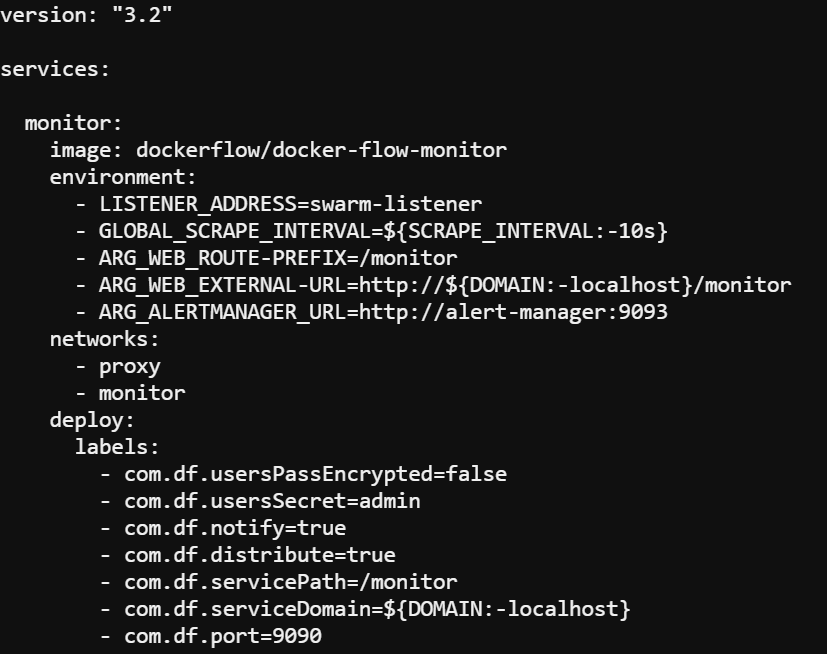 version: "3.2"

services:

  monitor:
    image: dockerflow/docker-flow-monitor
    environment:
      - LISTENER_ADDRESS=swarm-listener
      - GLOBAL_SCRAPE_INTERVAL=${SCRAPE_INTERVAL:-10s}
      - ARG_WEB_ROUTE-PREFIX=/monitor
      - ARG_WEB_EXTERNAL-URL=http://${DOMAIN:-localhost}/monitor
      - ARG_ALERTMANAGER_URL=http://alert-manager:9093
    networks:
      - proxy
      - monitor
    deploy:
      labels:
        - com.df.usersPassEncrypted=false
        - com.df.usersSecret=admin
        - com.df.notify=true
        - com.df.distribute=true
        - com.df.servicePath=/monitor
        - com.df.serviceDomain=${DOMAIN:-localhost}
        - com.df.port=9090